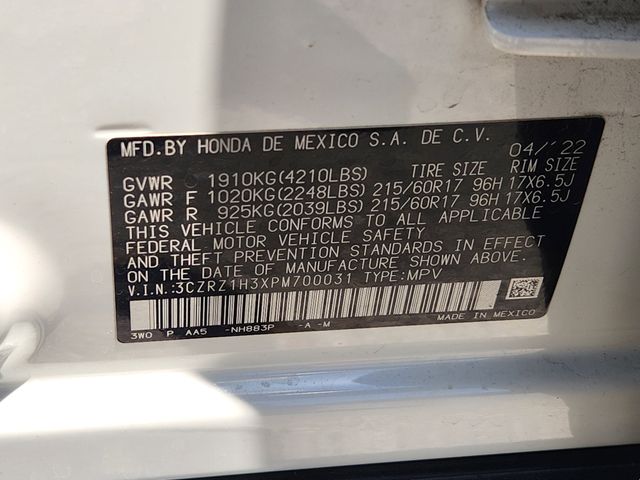 MFD.BY HONDA DE MEXICO S.A. DE C.V. 04/'22
GVWR 1910KG(4210LBS) TIRE SIZE RIM SIZE
GAWR F 1020KG(2248LBS) 215/60R17 96H 17X6.5J
GAWR R 925KG(2039LBS) 215/60R17 96H 17X6.5J
THIS VEHICLE CONFORMS TO ALL APPLICABLE
FEDERAL MOTOR VEHICLE SAFETY
AND THEFT PREVENTION STANDARDS IN EFFECT
ON THE DATE OF MANUFACTURE SHOWN ABOVE.
V.I.N.:3CZRZ1H3XPM700031 TYPE:MPV
3W0 P AA5 -NH883P -A -M MADE IN MEXICO